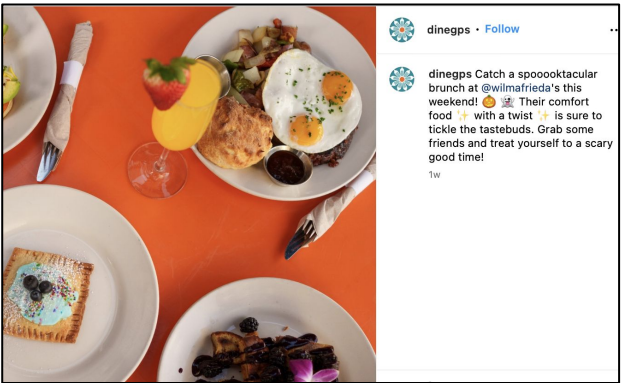 dinegps • Follow
dinegps Catch a spooooktacular
brunch at @wilmafrieda's this
weekend! 🎃 👻 Their comfort
food ✨ with a twist ✨ is sure to
tickle the tastebuds. Grab some
friends and treat yourself to a scary
good time!
1w